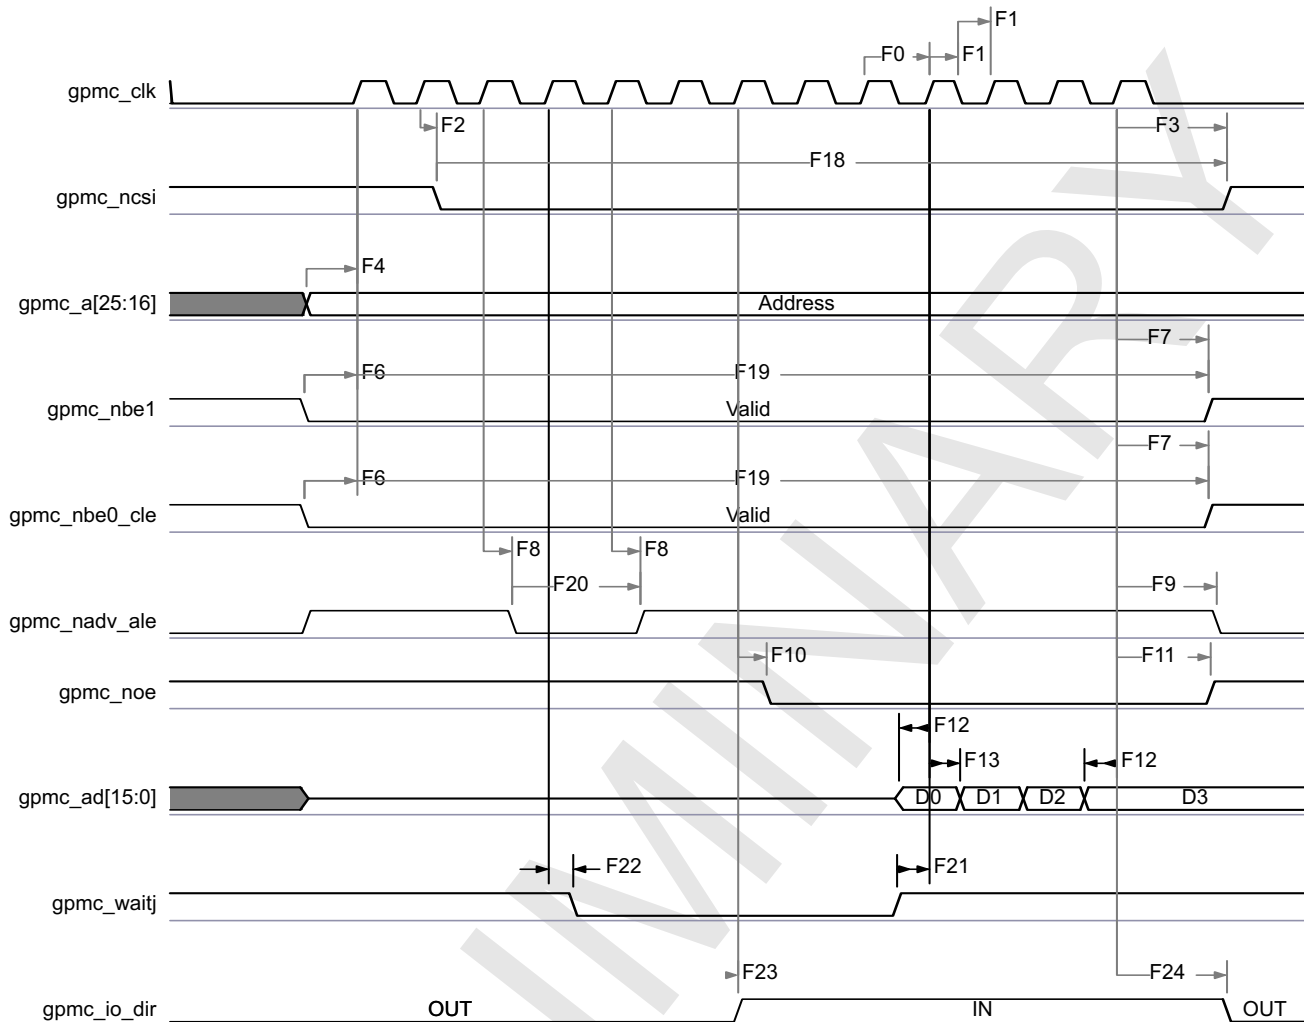 F1
F0 F1
gpmc_clk
F2 F3
F18
gpmc_ncsi
F4
gpmc_a[25:16] Address
F7
F6 F19
gpmc_nbe1 Valid
F7
F6 F19
gpmc_nbe0_cle Valid
F8 F8
F20 F9
gpmc_nadv_ale
F10 F11
gpmc_noe
F12
F13 F12
gpmc_ad[15:0] D0 D1 D2 D3
F22 F21
gpmc_waitj
F23 F24
gpmc_io_dir OUT IN OUT
IMINARY